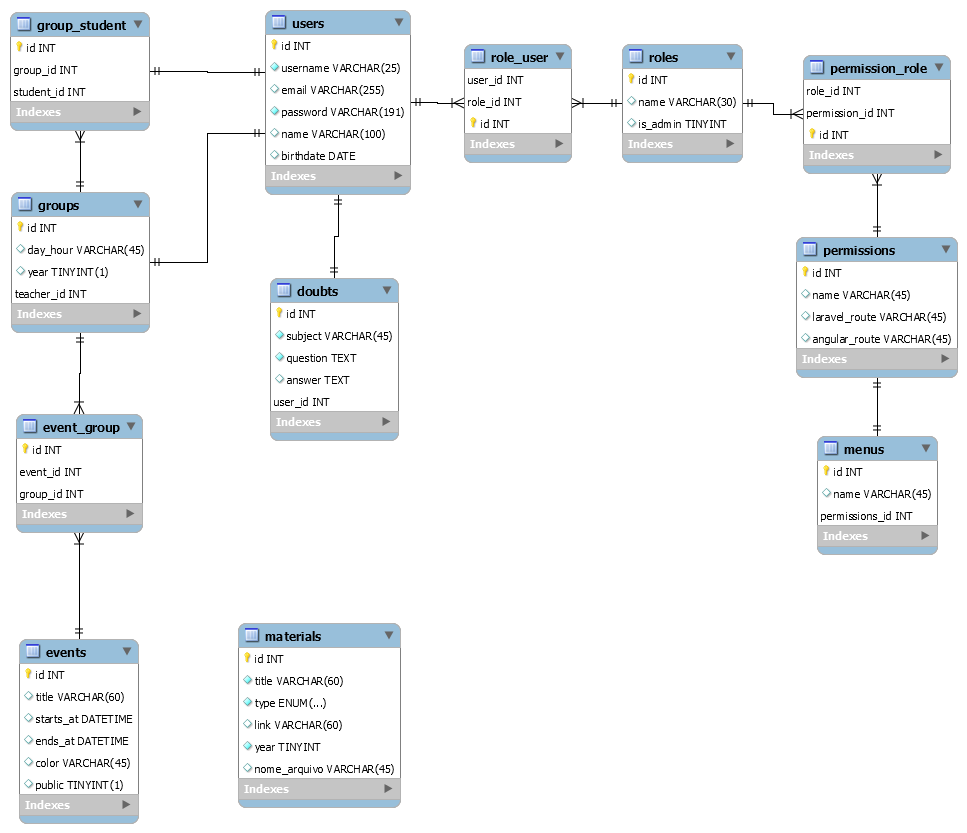 group_student
id INT
group_id INT
student_id INT
Indexes
users
id INT
username VARCHAR(25)
email VARCHAR(255)
password VARCHAR(191)
name VARCHAR(100)
birthdate DATE
Indexes
role_user
user_id INT
role_id INT
id INT
Indexes
roles
id INT
name VARCHAR(30)
is_admin TINYINT
Indexes
permission_role
role_id INT
permission_id INT
id INT
Indexes
groups
id INT
day_hour VARCHAR(45)
year TINYINT(1)
teacher_id INT
Indexes
doubts
id INT
subject VARCHAR(45)
question TEXT
answer TEXT
user_id INT
Indexes
permissions
id INT
name VARCHAR(45)
laravel_route VARCHAR(45)
angular_route VARCHAR(45)
Indexes
event_group
id INT
event_id INT
group_id INT
Indexes
menus
id INT
name VARCHAR(45)
permissions_id INT
Indexes
events
id INT
title VARCHAR(60)
starts_at DATETIME
ends_at DATETIME
color VARCHAR(45)
public TINYINT(1)
Indexes
materials
id INT
title VARCHAR(60)
type ENUM(...)
link VARCHAR(60)
year TINYINT
nome_arquivo VARCHAR(45)
Indexes